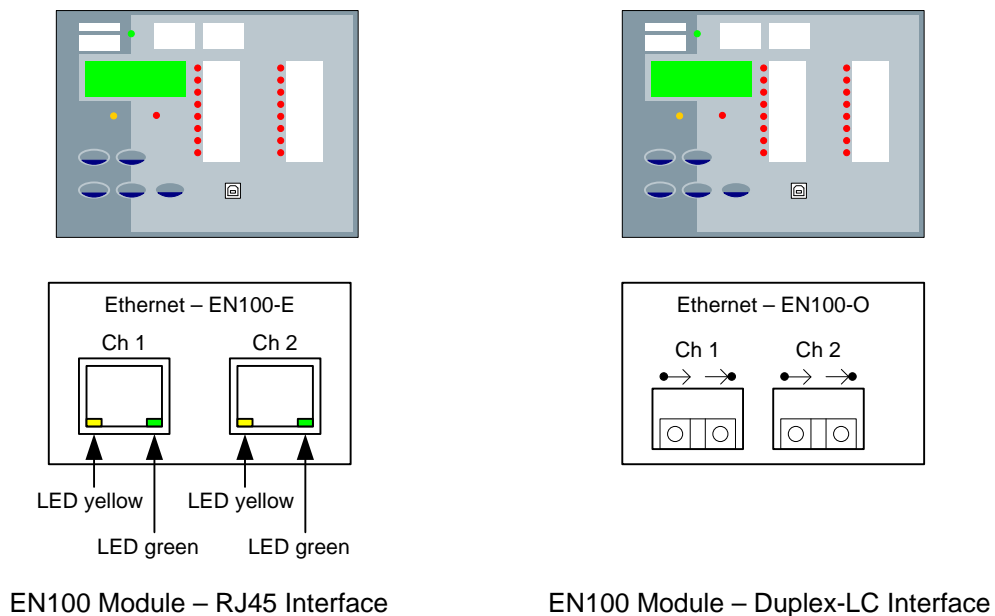 Ethernet – EN100-E
Ch 1
Ch 2
LED yellow
LED yellow
LED green
LED green
EN100 Module – RJ45 Interface
Ethernet – EN100-O
Ch 1
Ch 2
EN100 Module – Duplex-LC Interface